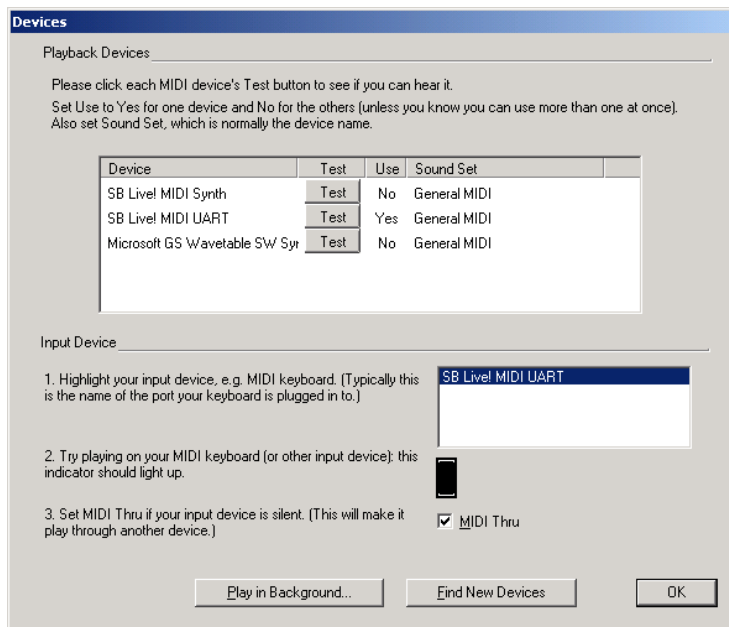 Devices
Playback Devices
Please click each MIDI device's Test button to see if you can hear it.
Set Use to Yes for one device and No for the others (unless you know you can use more than one at once).
Also set Sound Set, which is normally the device name.
Device Test Use Sound Set
SB Live! MIDI Synth Test No General MIDI
SB Live! MIDI UART Test Yes General MIDI
Microsoft GS Wavetable SW Syr Test No General MIDI
Input Device
1. Highlight your input device, e.g. MIDI keyboard. (Typically this
is the name of the port your keyboard is plugged in to.)
SB Live! MIDI UART
2. Try playing on your MIDI keyboard (or other input device): this
indicator should light up.
3. Set MIDI Thru if your input device is silent. (This will make it
play through another device.)
MIDI Thru
Play in Background... Find New Devices OK